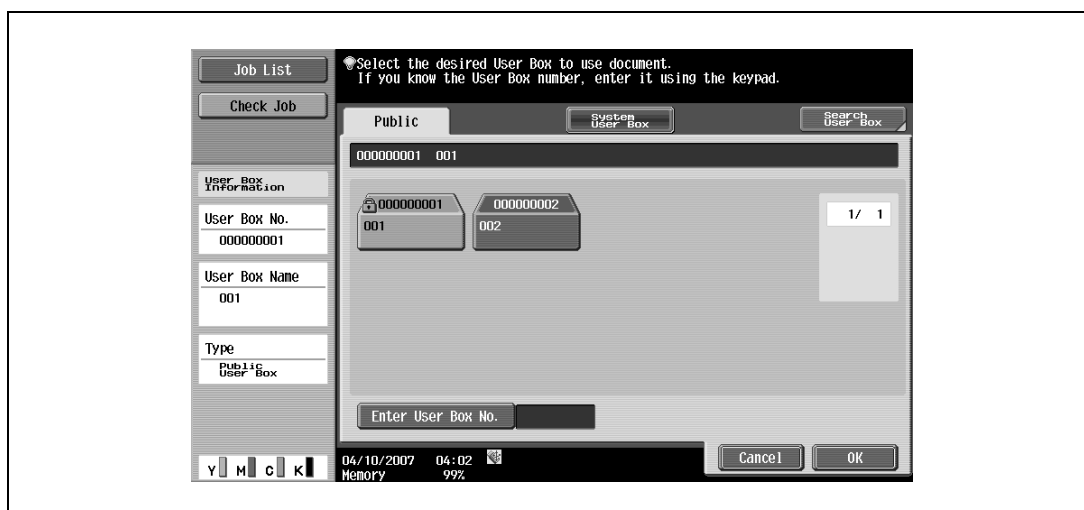 Job List
Check Job
Select the desired User Box to use document.
If you know the User Box number, enter it using the keypad.
Public
System
User Box
Search
User Box
000000001 001
User Box
Information
User Box No.
000000001
User Box Name
001
Type
Public
User Box
000000001
001
000000002
002
1/ 1
Enter User Box No.
Y M C K
04/10/2007 04:02
Memory 99%
Cancel
OK